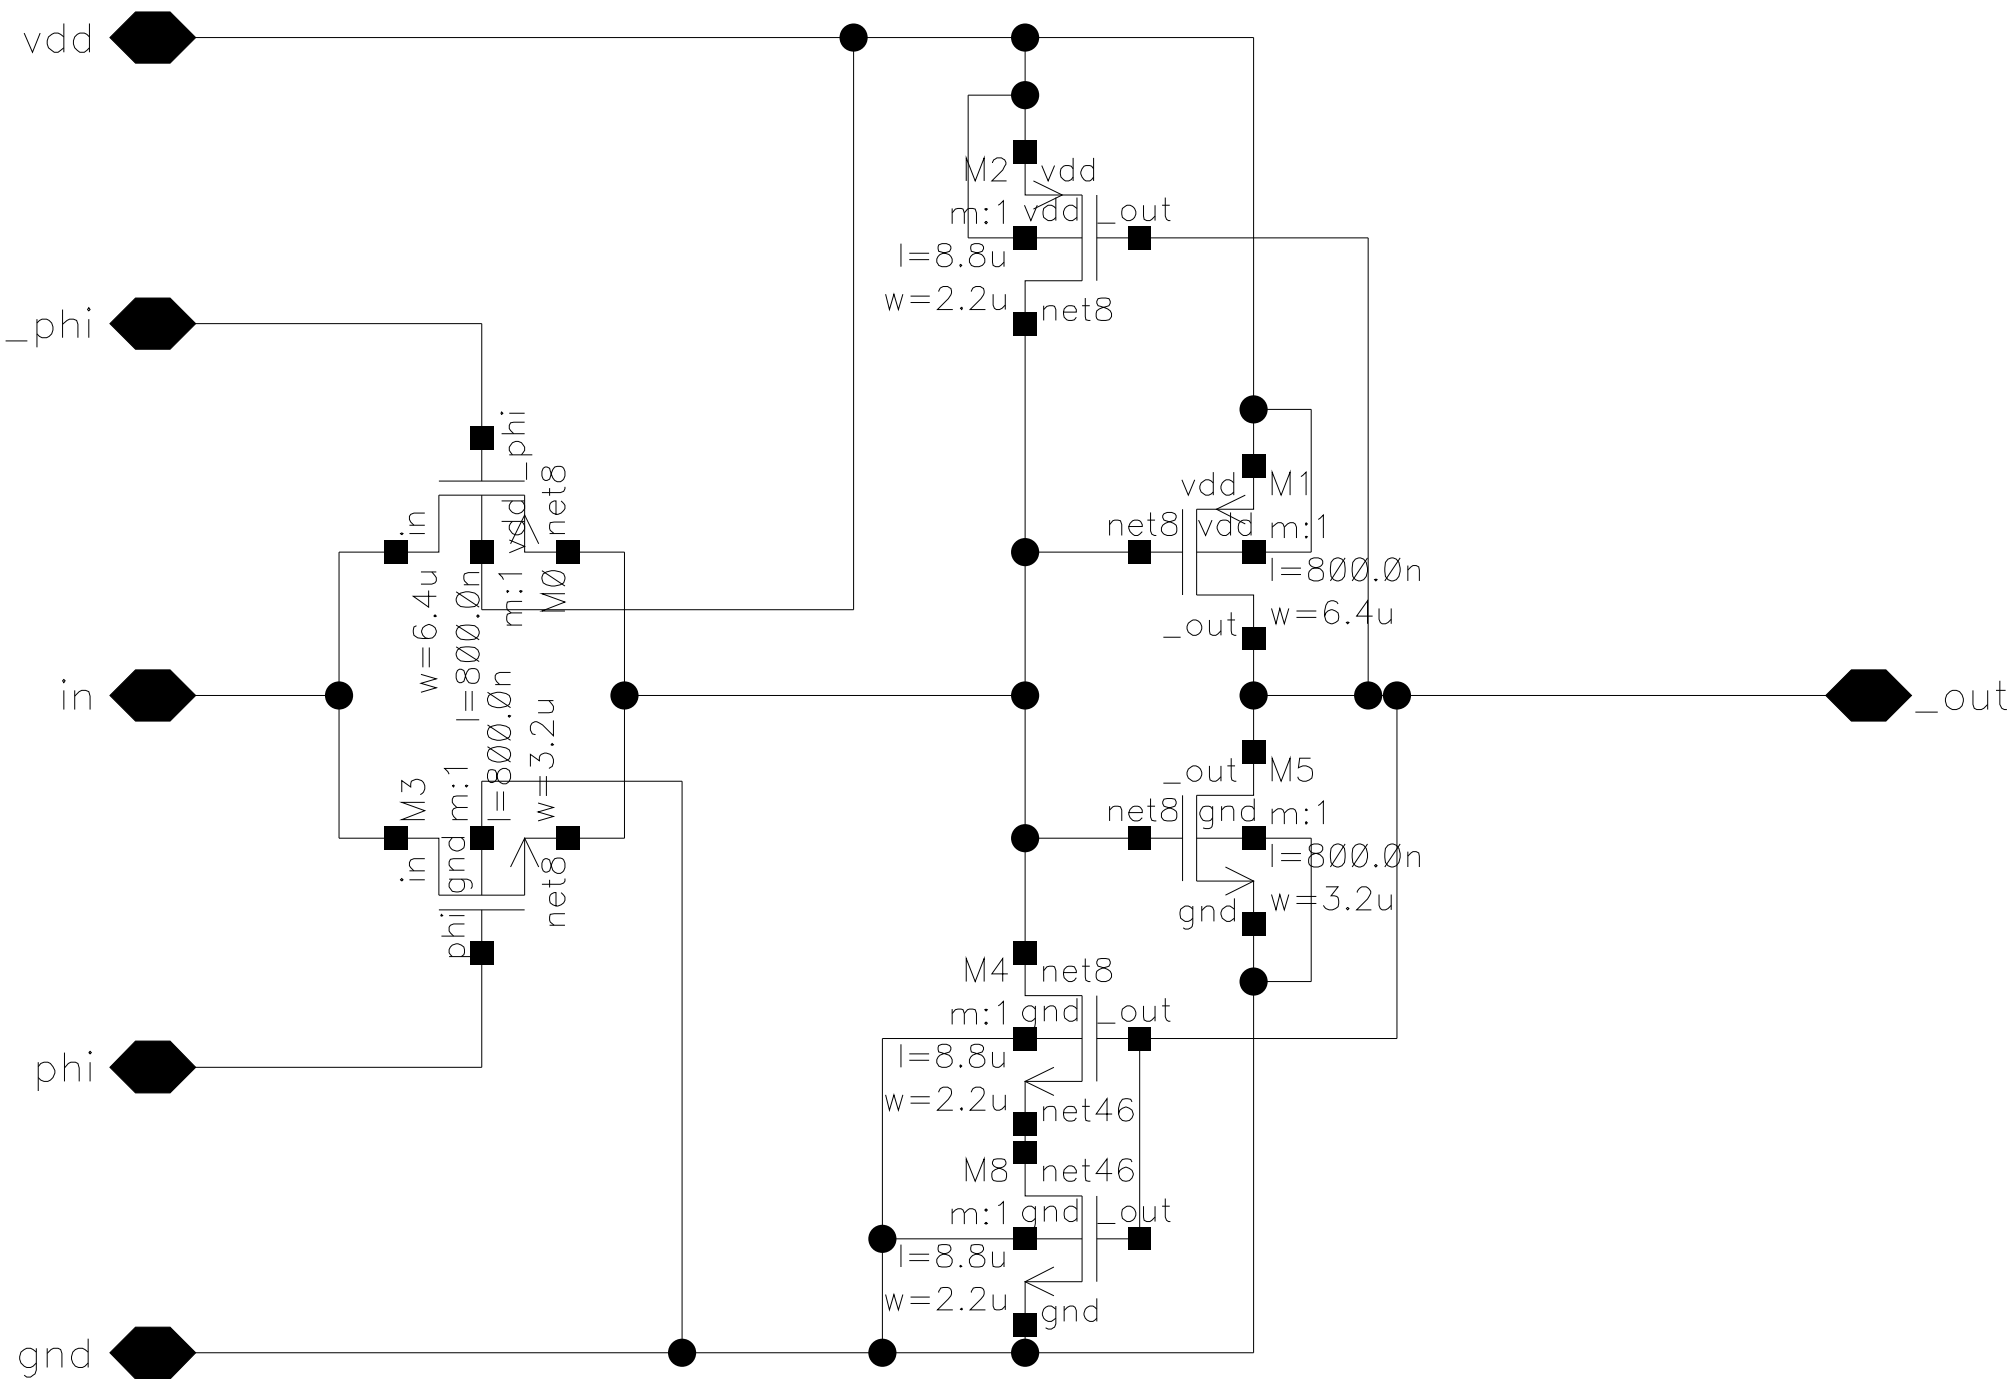 vdd
M2 vdd
m:1 vdd _out
l=8.8u
w=2.2u net8
_phi
_phi
net8
in
vdd
M0
m:1
l=800.0n
w=6.4u
vdd M1
net8 vdd m:1
l=800.0n
_out w=6.4u
in
_out
M3
m:1
l=800.0n
w=3.2u
in
gnd
net8
phi
_out M5
net8 gnd m:1
l=800.0n
gnd w=3.2u
M4 net8
m:1 gnd _out
l=8.8u
w=2.2u net46
phi
M8 net46
m:1 gnd _out
l=8.8u
w=2.2u gnd
gnd